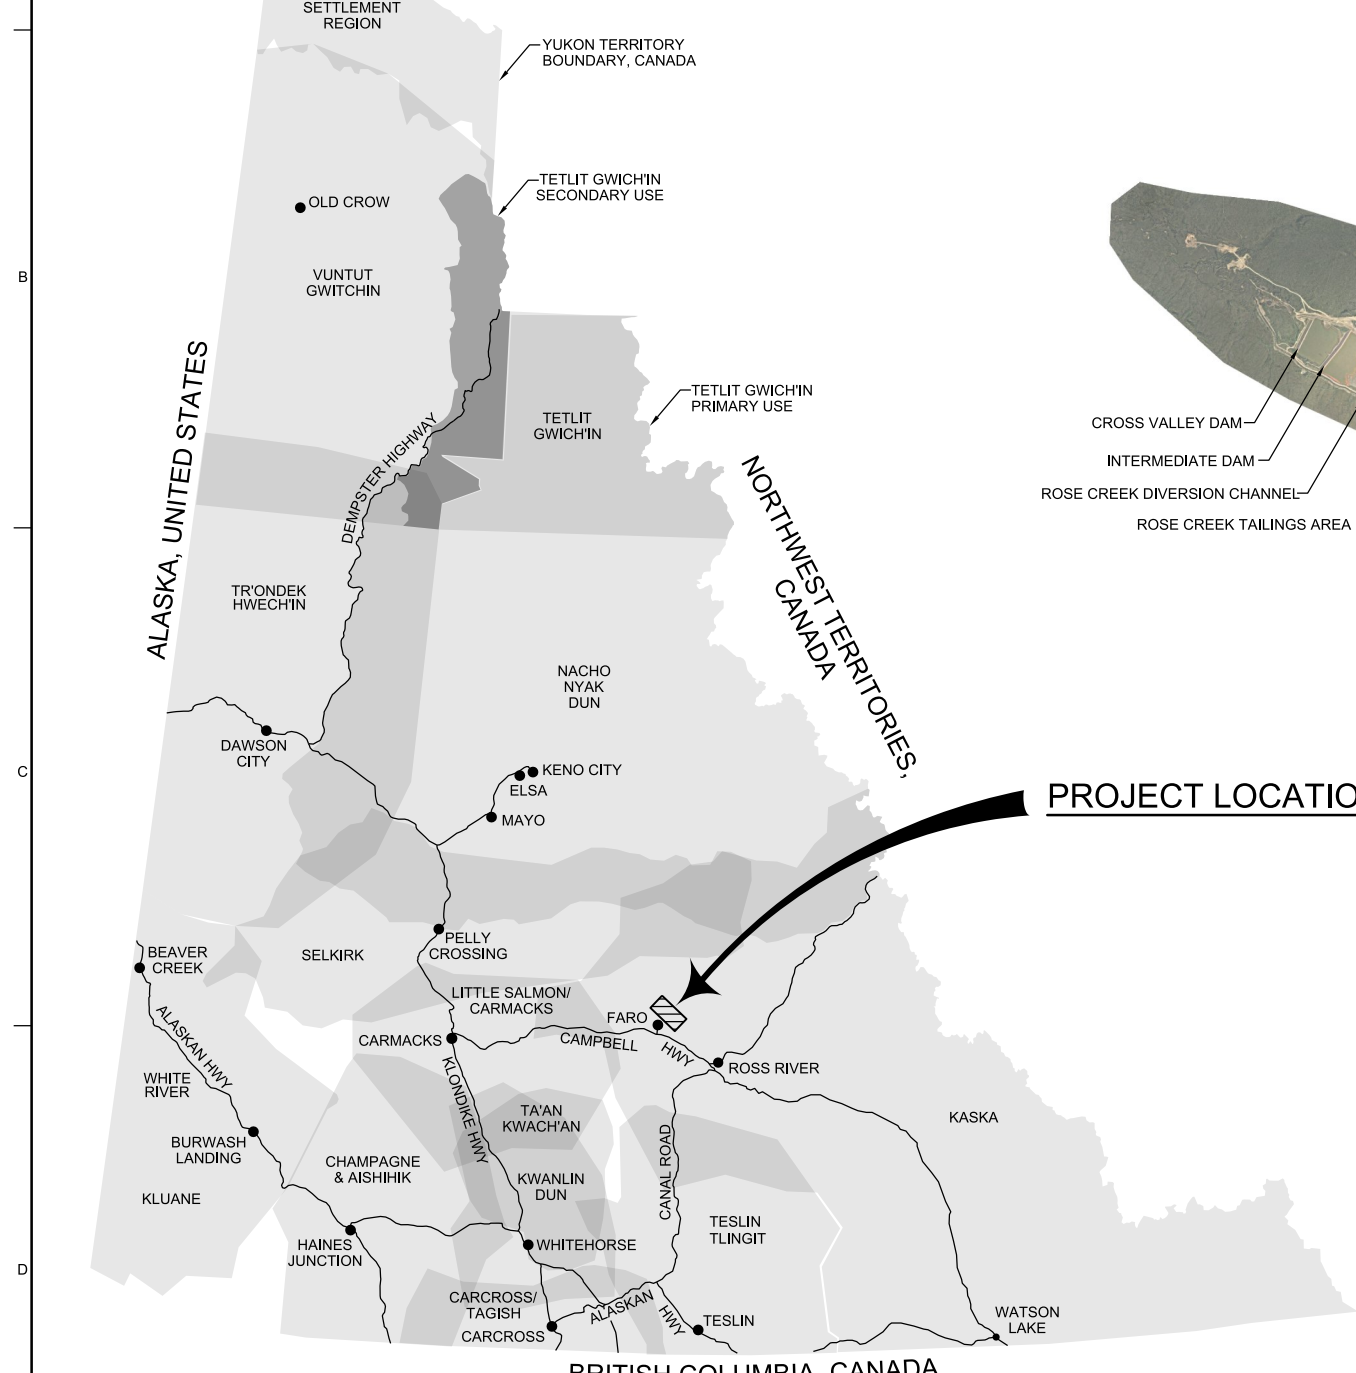 SETTLEMENT
REGION
YUKON TERRITORY
BOUNDARY, CANADA
TETLIT GWICH'IN
SECONDARY USE
OLD CROW
B
VUNTUT
GWITCHIN
ALASKA, UNITED STATES
TETLIT GWICH'IN
PRIMARY USE
TETLIT
GWICH'IN
DEMPSTER HIGHWAY
CROSS VALLEY DAM
INTERMEDIATE DAM
ROSE CREEK DIVERSION CHANNEL
ROSE CREEK TAILINGS AREA
NORTHWEST TERRITORIES,
CANADA
TR'ONDEK
HWECH'IN
NACHO
NYAK
DUN
DAWSON
CITY
C
KENO CITY
ELSA
MAYO
PROJECT LOCATIO
PELLY
CROSSING
SELKIRK
BEAVER
CREEK
LITTLE SALMON/
CARMACKS
FARO
CARMACKS
CAMPBELL
HWY
ROSS RIVER
ALASKAN HWY
KLONDIKE HWY
WHITE
RIVER
TA'AN
KWACH'AN
KASKA
BURWASH
LANDING
CHAMPAGNE
& AISHIHIK
CANAL ROAD
KWANLIN
DUN
KLUANE
TESLIN
TLINGIT
HAINES
JUNCTION
WHITEHORSE
D
CARCROSS/
TAGISH
CARCROSS
ALASKAN
HWY
TESLIN
WATSON
LAKE
BRITISH COLUMBIA, CANADA